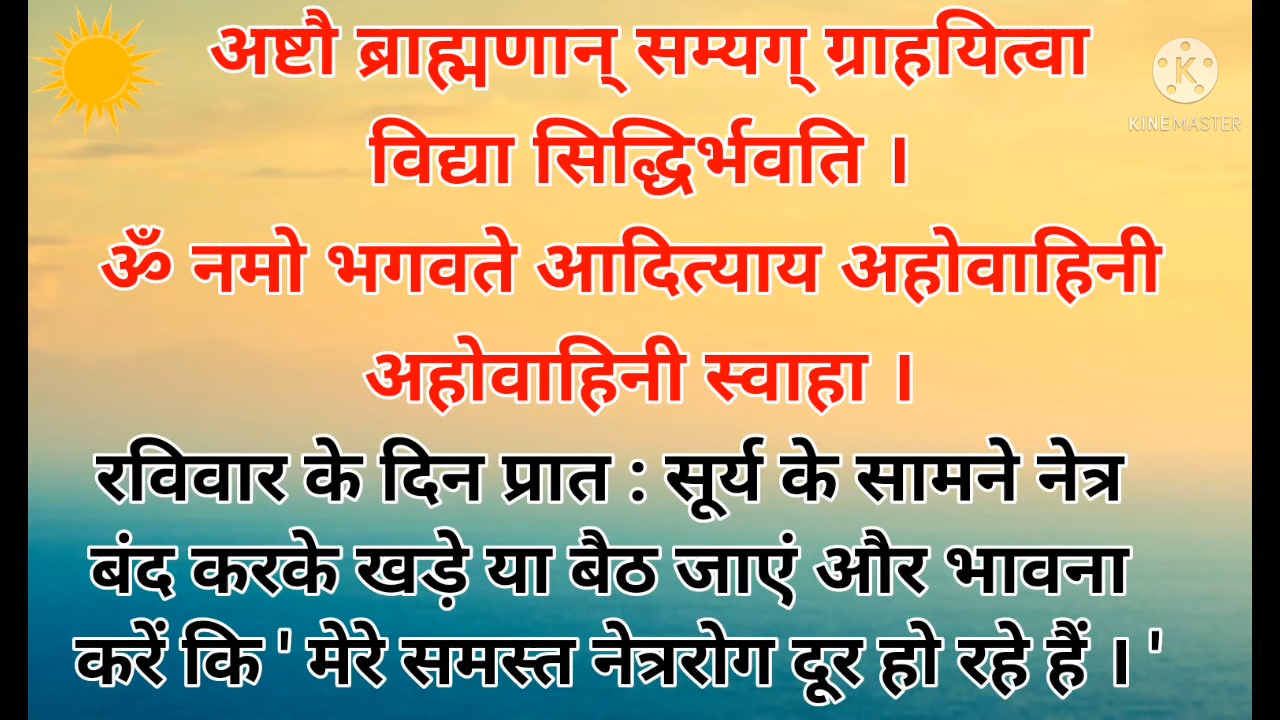 अष्टौ ब्राह्मणान् सम्यग् ग्राहयित्वा
विद्या सिद्धिर्भवति ।
ॐ नमो भगवते आदित्याय अहोवाहिनी
अहोवाहिनी स्वाहा ।
रविवार के दिन प्रात : सूर्य के सामने नेत्र
बंद करके खड़े या बैठ जाएं और भावना
करें कि ' मेरे समस्त नेत्ररोग दूर हो रहे हैं । '
K
KINEMASTER